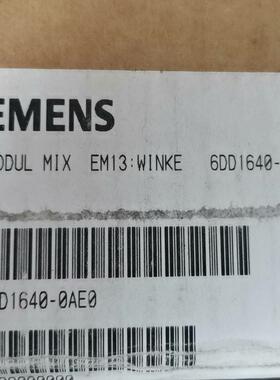 EMENS
ODUL MIX EM13:WINKE 6DD1640-
D1640-0AE0